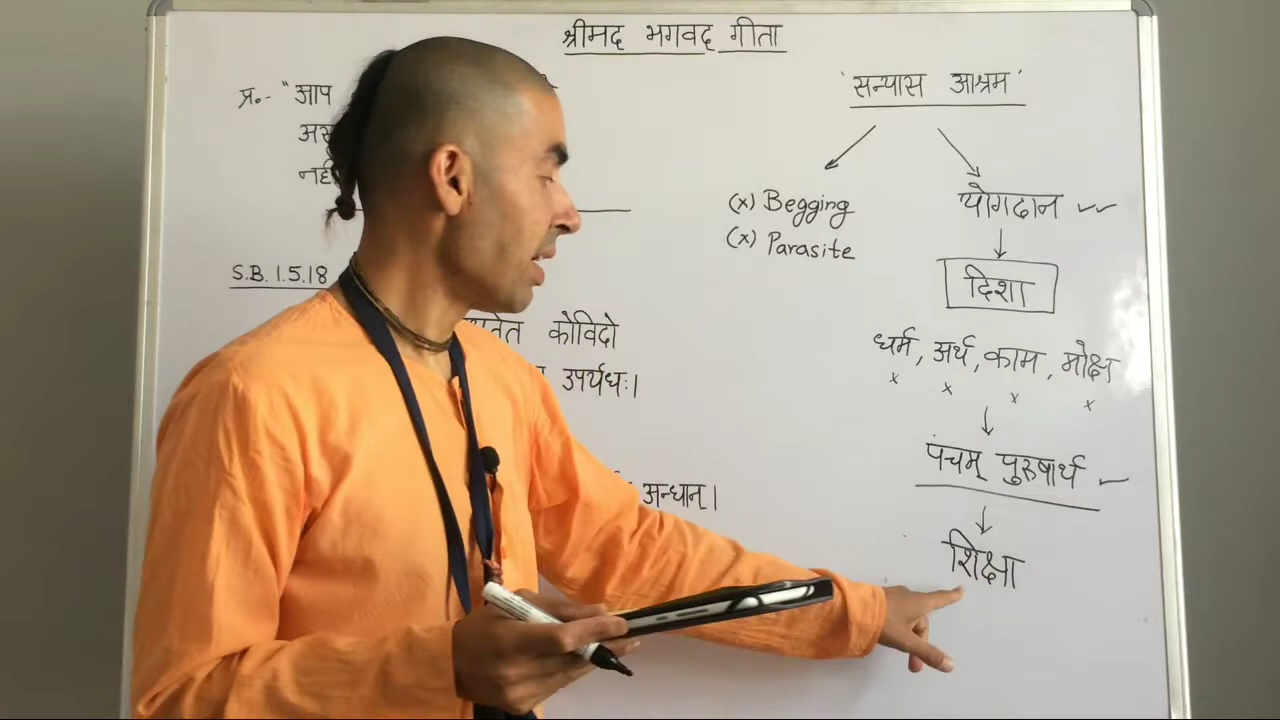 श्रीमद भगवद् गीता
प्र०- "आप
नहीं
S.B. 1.5.18
कोविदो
उपर्यधः।
अन्धान्।
'सन्यास आश्रम'
(x) Begging
(x) Parasite
योगदान ✓✓
दिशा
धर्म, अर्थ, काम, मोक्ष
x x x x
पंचम् पुरुषार्थ ✓
शिक्षा